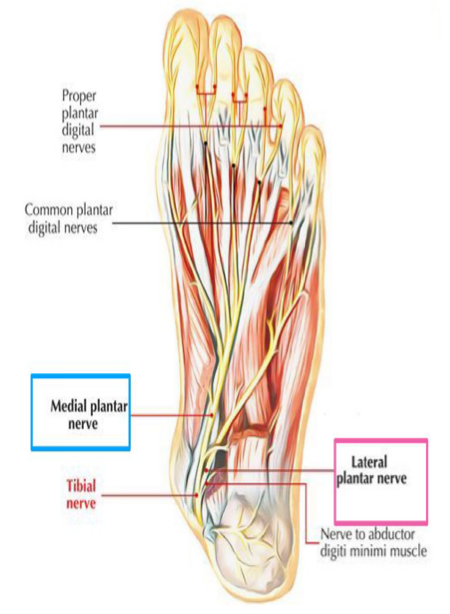 Proper
plantar
digital
nerves
Common plantar
digital nerves
Medial plantar
nerve
Lateral
plantar nerve
Tibial
nerve
Nerve to abductor
digiti minimi muscle